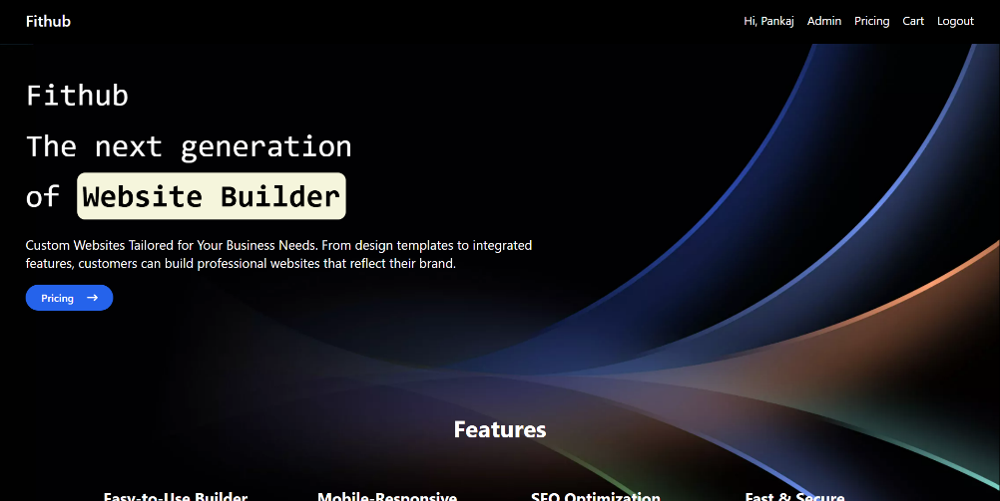 Fithub
Hi, Pankaj Admin Pricing Cart Logout
Fithub
The next generation
of Website Builder
Custom Websites Tailored for Your Business Needs. From design templates to integrated
features, customers can build professional websites that reflect their brand.
Pricing →
Features
Easy-to-Use Builder Mobile-Responsive SEO Optimization Fast & Secure